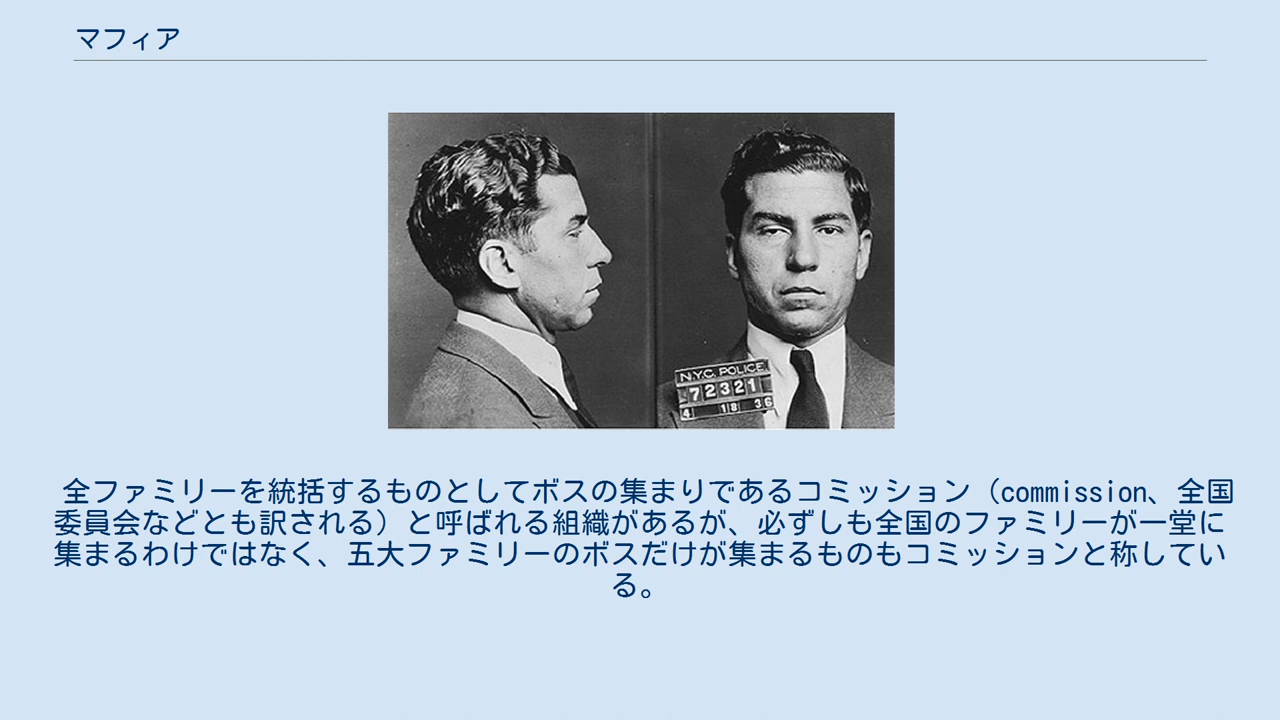 マフィア
N.Y.C. POLICE
72321
4 18 36
全ファミリーを統括するものとしてボスの集まりであるコミッション（commission、全国
委員会などとも訳される）と呼ばれる組織があるが、必ずしも全国のファミリーが一堂に
集まるわけではなく、五大ファミリーのボスだけが集まるものもコミッションと称してい
る。